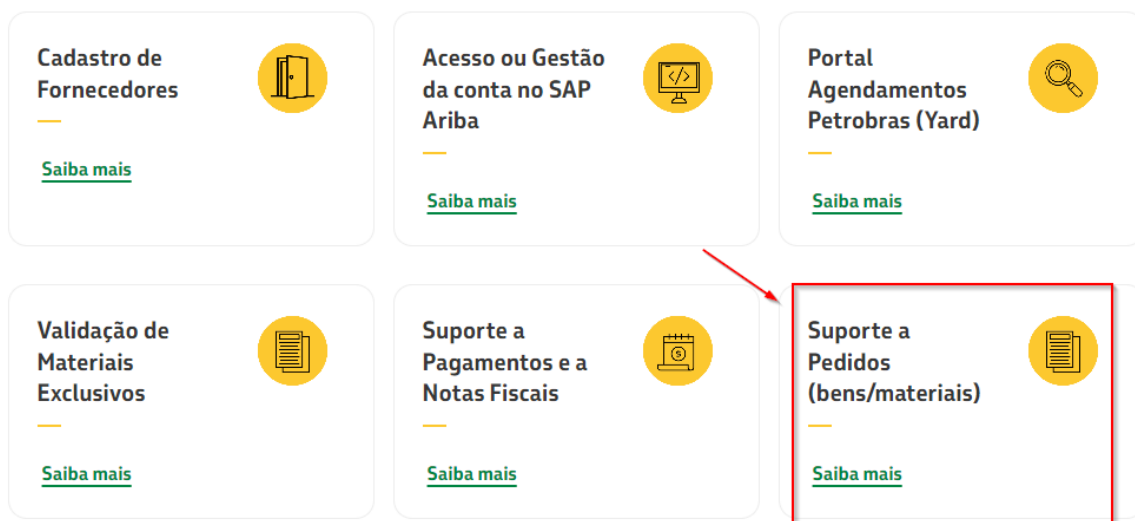 Cadastro de
Fornecedores
Saiba mais
Acesso ou Gestão
da conta no SAP
Ariba
Saiba mais
Portal
Agendamentos
Petrobras (Yard)
Saiba mais
Validação de
Materiais
Exclusivos
Saiba mais
Suporte a
Pagamentos e a
Notas Fiscais
Saiba mais
Suporte a
Pedidos
(bens/materiais)
Saiba mais